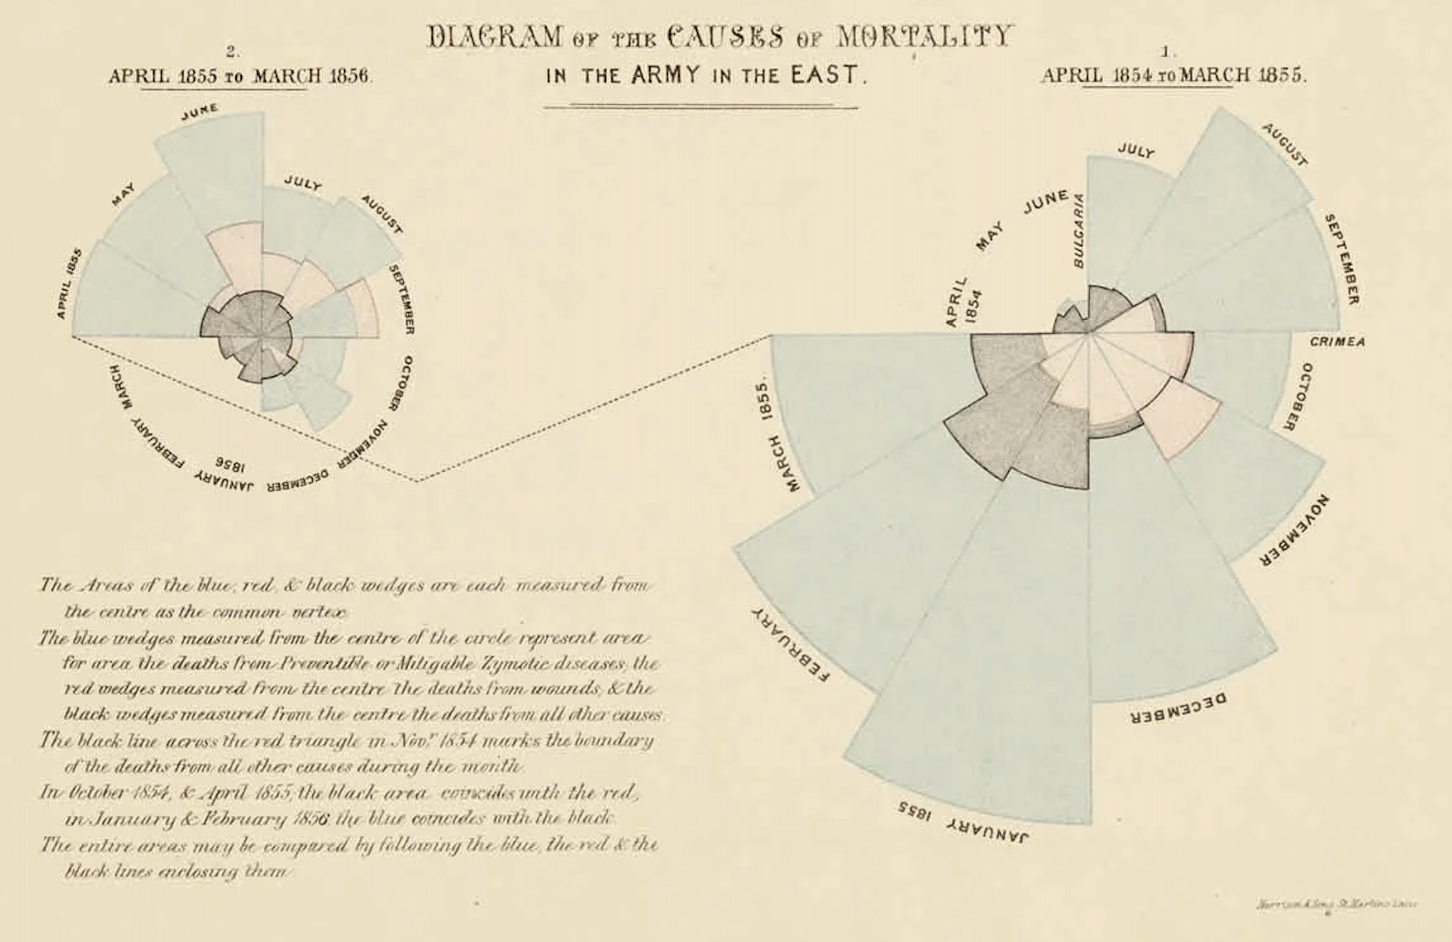 DIAGRAM OF THE CAUSES OF MORTALITY
IN THE ARMY IN THE EAST.
2.
APRIL 1855 TO MARCH 1856.
JUNE
JULY
MAY
AUGUST
APRIL 1855
SEPTEMBER
OCTOBER
MARCH
NOVEMBER
FEBRUARY
DECEMBER
1856
JANUARY
1.
APRIL 1854 TO MARCH 1855.
JULY
AUGUST
JUNE
BULGARIA
MAY
SEPTEMBER
APRIL
1854
CRIMEA
OCTOBER
MARCH 1855.
NOVEMBER
FEBRUARY
DECEMBER
JANUARY 1855
The Areas of the blue, red, & black wedges are each measured from
the centre as the common vertex.
The blue wedges measured from the centre of the circle represent area
for area the deaths from Preventible or Mitigable Zymotic diseases, the
red wedges measured from the centre the deaths from wounds, & the
black wedges measured from the centre the deaths from all other causes.
The black line across the red triangle in Novr. 1854 marks the boundary
of the deaths from all other causes during the month.
In October 1854, & April 1855, the black area coincides with the red,
in January & February 1856, the blue coincides with the black.
The entire areas may be compared by following the blue, the red & the
black lines enclosing them.
Harrison & Sons St. Martins Lane